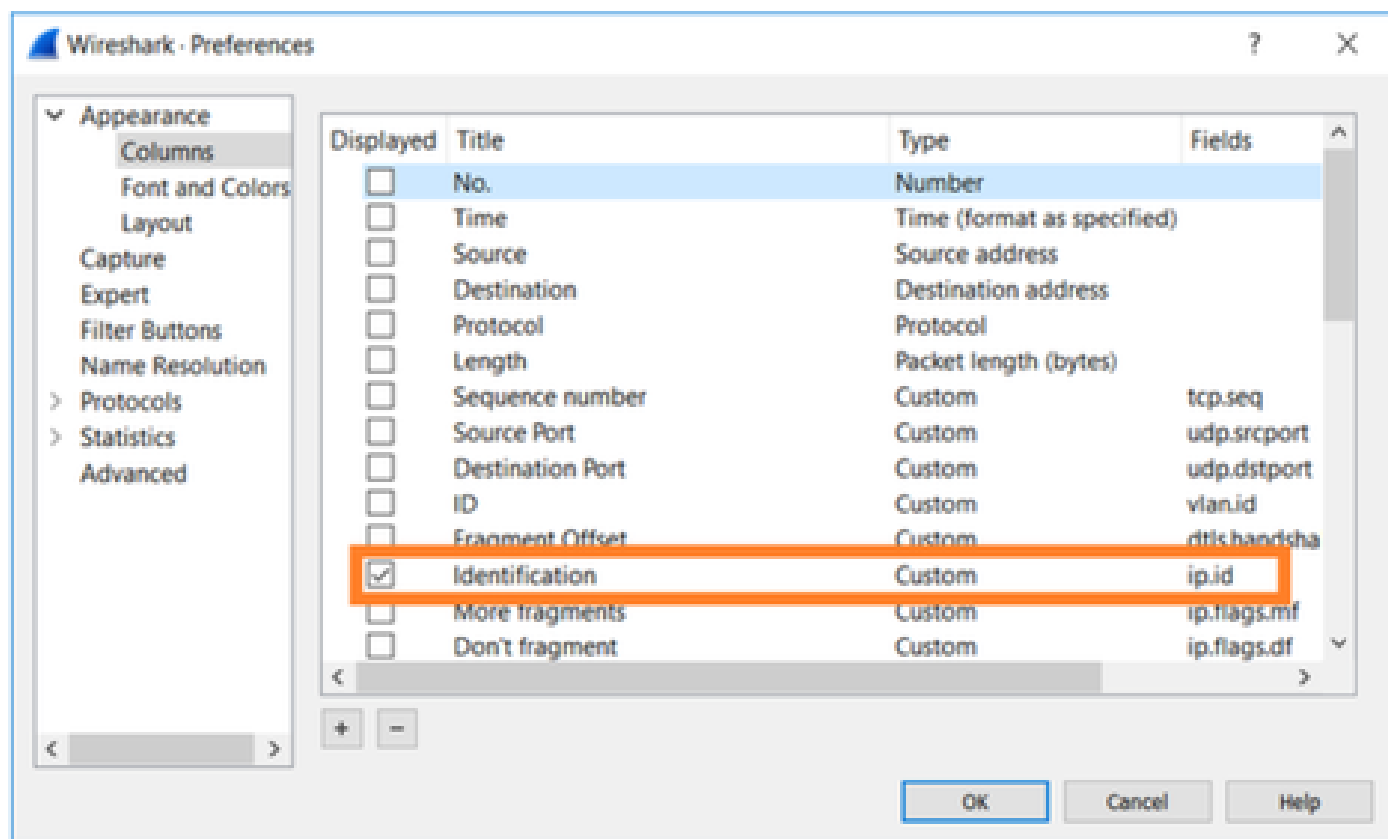 Wireshark · Preferences
?
Appearance
Columns
Font and Colors
Layout
Capture
Expert
Filter Buttons
Name Resolution
Protocols
Statistics
Advanced
Displayed Title Type Fields
No. Number
Time Time (format as specified)
Source Source address
Destination Destination address
Protocol Protocol
Length Packet length (bytes)
Sequence number Custom tcp.seq
Source Port Custom udp.srcport
Destination Port Custom udp.dstport
ID Custom vlan.id
Fragment Offset Custom dtls.handsha
Identification Custom ip.id
More fragments Custom ip.flags.mf
Don't fragment Custom ip.flags.df
+ −
OK Cancel Help